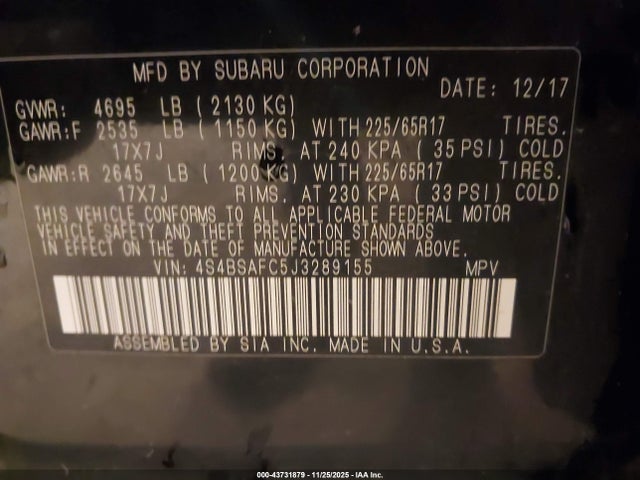 MFD BY SUBARU CORPORATION
DATE: 12/17
GVWR: 4695 LB ( 2130 KG)
GAWR:F 2535 LB ( 1150 KG) WITH 225/65R17 TIRES.
17X7J RIMS. AT 240 KPA ( 35 PSI) COLD
GAWR:R 2645 LB ( 1200 KG) WITH 225/65R17 TIRES.
17X7J RIMS. AT 230 KPA ( 33 PSI) COLD
THIS VEHICLE CONFORMS TO ALL APPLICABLE FEDERAL MOTOR
VEHICLE SAFETY AND THEFT PREVENTION STANDARDS
IN EFFECT ON THE DATE OF MANUFACTURE SHOWN ABOVE.
VIN: 4S4BSAFC5J3289155 MPV
ASSEMBLED BY SIA INC. MADE IN U.S.A.
000-43731879 - 11/25/2025 - IAA Inc.